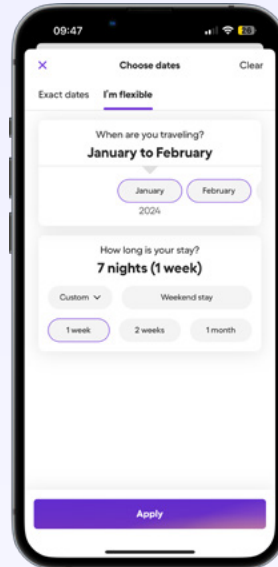 09:47
26
Choose dates
Clear
Exact dates
I'm flexible
When are you traveling?
January to February
January
February
2024
How long is your stay?
7 nights (1 week)
Custom
Weekend stay
1 week
2 weeks
1 month
Apply